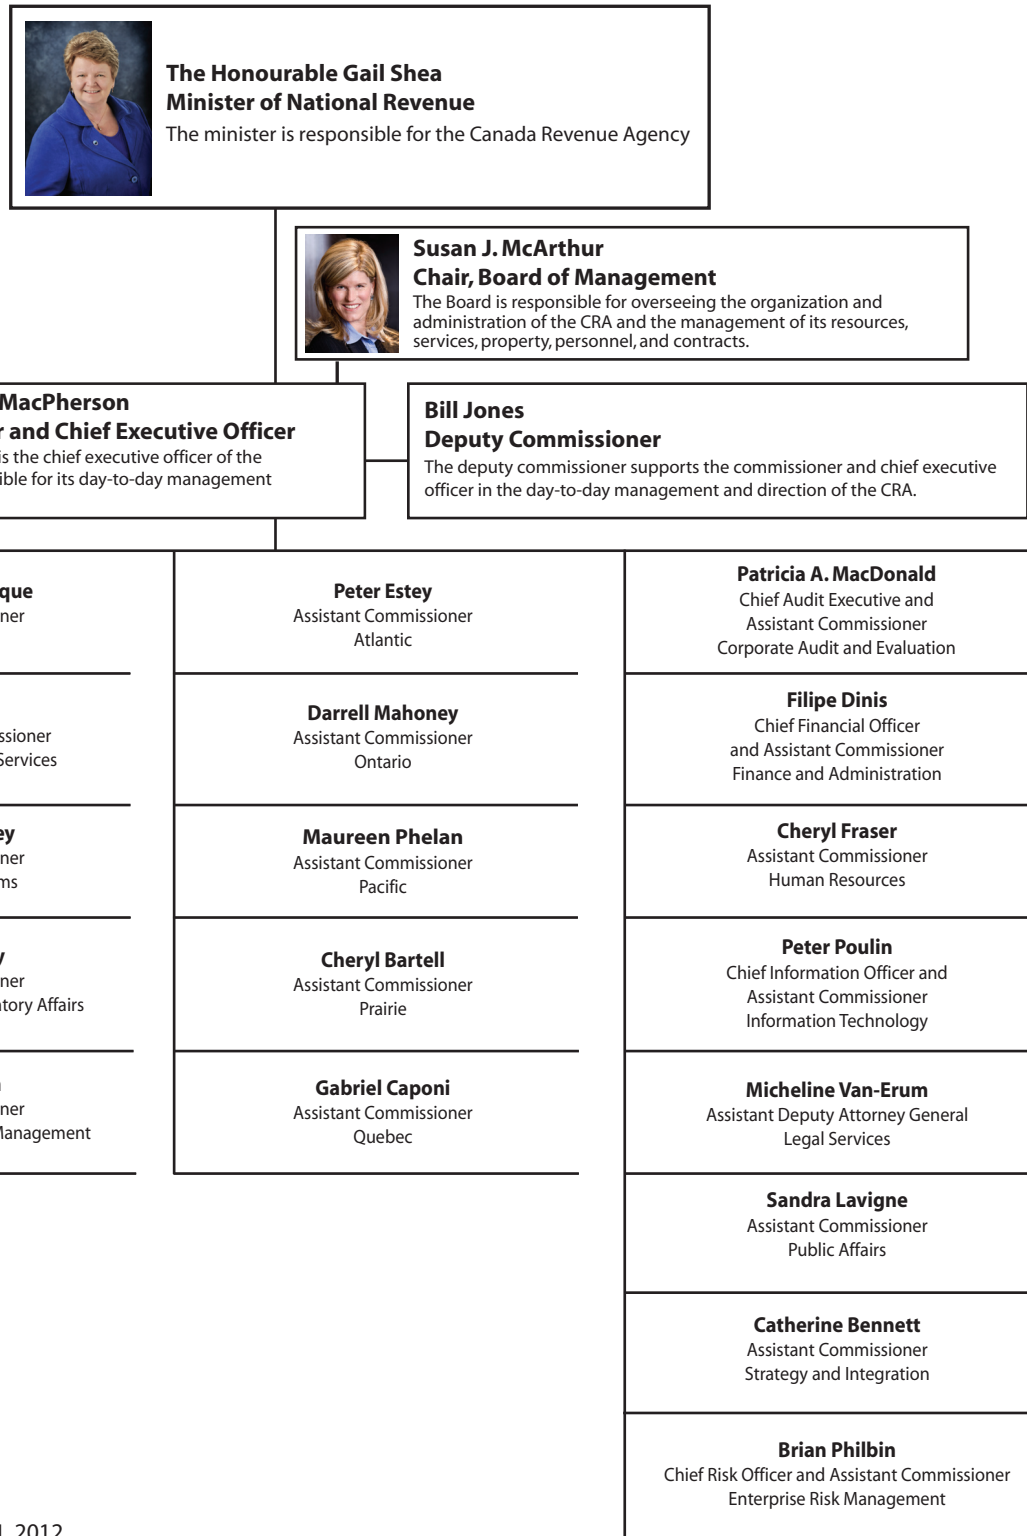 The Honourable Gail Shea
Minister of National Revenue
The minister is responsible for the Canada Revenue Agency
Susan J. McArthur
Chair, Board of Management
The Board is responsible for overseeing the organization and
administration of the CRA and the management of its resources,
services, property, personnel, and contracts.
MacPherson
and Chief Executive Officer
is the chief executive officer of the
for its day-to-day management
Bill Jones
Deputy Commissioner
The deputy commissioner supports the commissioner and chief executive
officer in the day-to-day management and direction of the CRA.
Services
Affairs
Management
Peter Estey
Assistant Commissioner
Atlantic
Darrell Mahoney
Assistant Commissioner
Ontario
Maureen Phelan
Assistant Commissioner
Pacific
Cheryl Bartell
Assistant Commissioner
Prairie
Gabriel Caponi
Assistant Commissioner
Quebec
Patricia A. MacDonald
Chief Audit Executive and
Assistant Commissioner
Corporate Audit and Evaluation
Filipe Dinis
Chief Financial Officer
and Assistant Commissioner
Finance and Administration
Cheryl Fraser
Assistant Commissioner
Human Resources
Peter Poulin
Chief Information Officer and
Assistant Commissioner
Information Technology
Micheline Van-Erum
Assistant Deputy Attorney General
Legal Services
Sandra Lavigne
Assistant Commissioner
Public Affairs
Catherine Bennett
Assistant Commissioner
Strategy and Integration
Brian Philbin
Chief Risk Officer and Assistant Commissioner
Enterprise Risk Management
2012